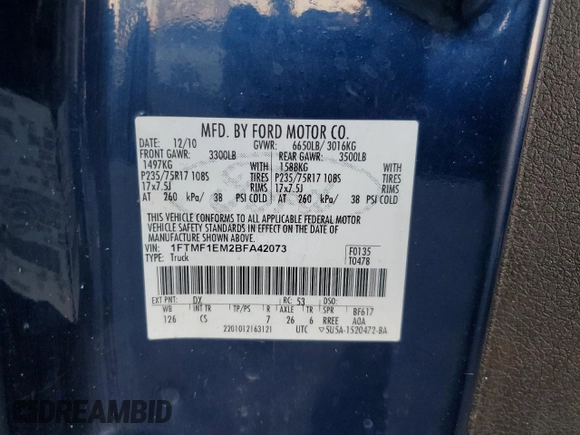 MFD. BY FORD MOTOR CO.
DATE: 12/10 GVWR: 6650LB/ 3016KG
FRONT GAWR: 3300LB REAR GAWR: 3500LB
1497KG 1588KG
P235/75R17 108S TIRES P235/75R17 108S TIRES
17x7.5J RIMS 17x7.5J RIMS
AT 260 kPa/ 38 PSI COLD AT 260 kPa/ 38 PSI COLD
THIS VEHICLE CONFORMS TO ALL APPLICABLE FEDERAL MOTOR
VEHICLE SAFETY STANDARDS IN EFFECT ON THE DATE OF
MANUFACTURE SHOWN ABOVE.
VIN: 1FTMF1EM2BFA42073 F0135
TYPE: Truck T0478
EXT PNT: DX RC: 53 DSO:
WB INT TR TP/PS R AXLE TR SPR BF617
126 CS 7 26 6 RREE AOA
2201012163121 UTC 5U5A-1520472-BA
DREAMBID